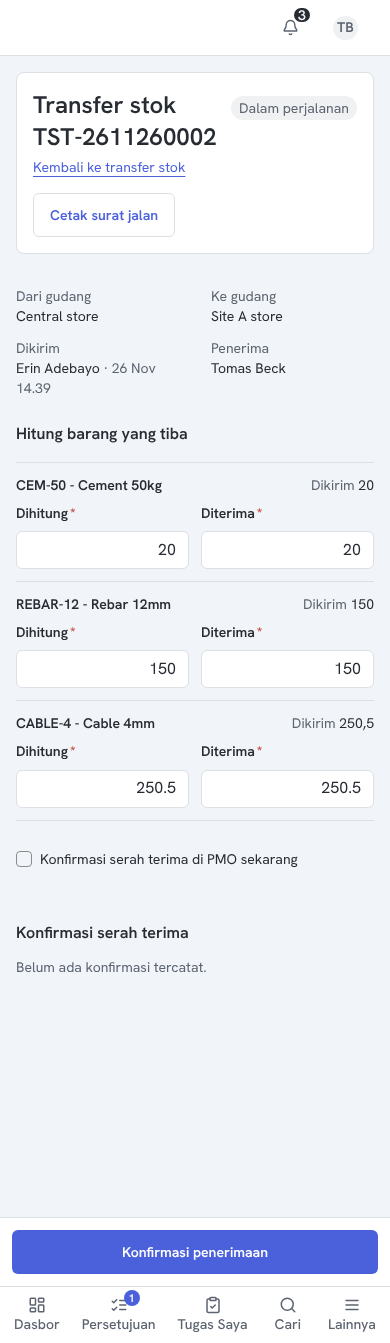 3
TB
Transfer stok
TST-2611260002
Dalam perjalanan
Kembali ke transfer stok
Cetak surat jalan
Dari gudang
Central store
Ke gudang
Site A store
Dikirim
Erin Adebayo · 26 Nov
14.39
Penerima
Tomas Beck
Hitung barang yang tiba
CEM-50 - Cement 50kg
Dikirim 20
Dihitung*
Diterima*
20
20
REBAR-12 - Rebar 12mm
Dikirim 150
Dihitung*
Diterima*
150
150
CABLE-4 - Cable 4mm
Dikirim 250,5
Dihitung*
Diterima*
250.5
250.5
Konfirmasi serah terima di PMO sekarang
Konfirmasi serah terima
Belum ada konfirmasi tercatat.
Konfirmasi penerimaan
1
Dasbor
Persetujuan
Tugas Saya
Cari
Lainnya